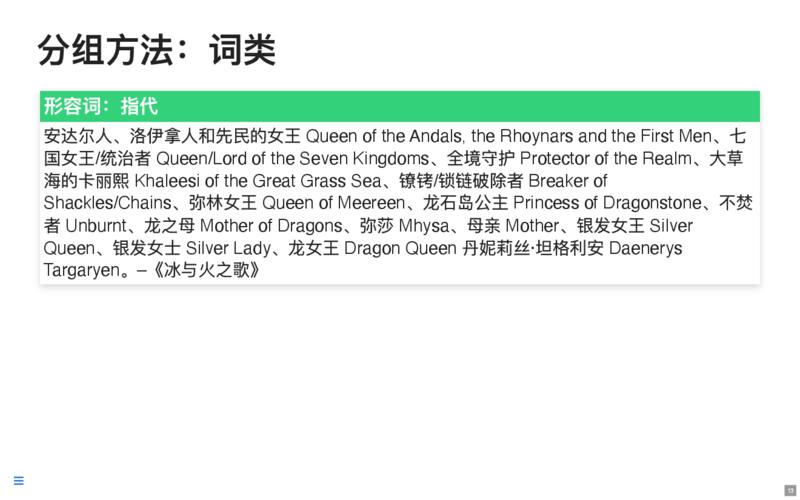 分组方法：词类
形容词：指代
安达尔人、洛伊拿人和先民的女王 Queen of the Andals, the Rhoynars and the First Men、七
国女王/统治者 Queen/Lord of the Seven Kingdoms、全境守护 Protector of the Realm、大草
海的卡丽熙 Khaleesi of the Great Grass Sea、镣铐/锁链破除者 Breaker of
Shackles/Chains、弥林女王 Queen of Meereen、龙石岛公主 Princess of Dragonstone、不焚
者 Unburnt、龙之母 Mother of Dragons、弥莎 Mhysa、母亲 Mother、银发女王 Silver
Queen、银发女士 Silver Lady、龙女王 Dragon Queen 丹妮莉丝·坦格利安 Daenerys
Targaryen。–《冰与火之歌》
13